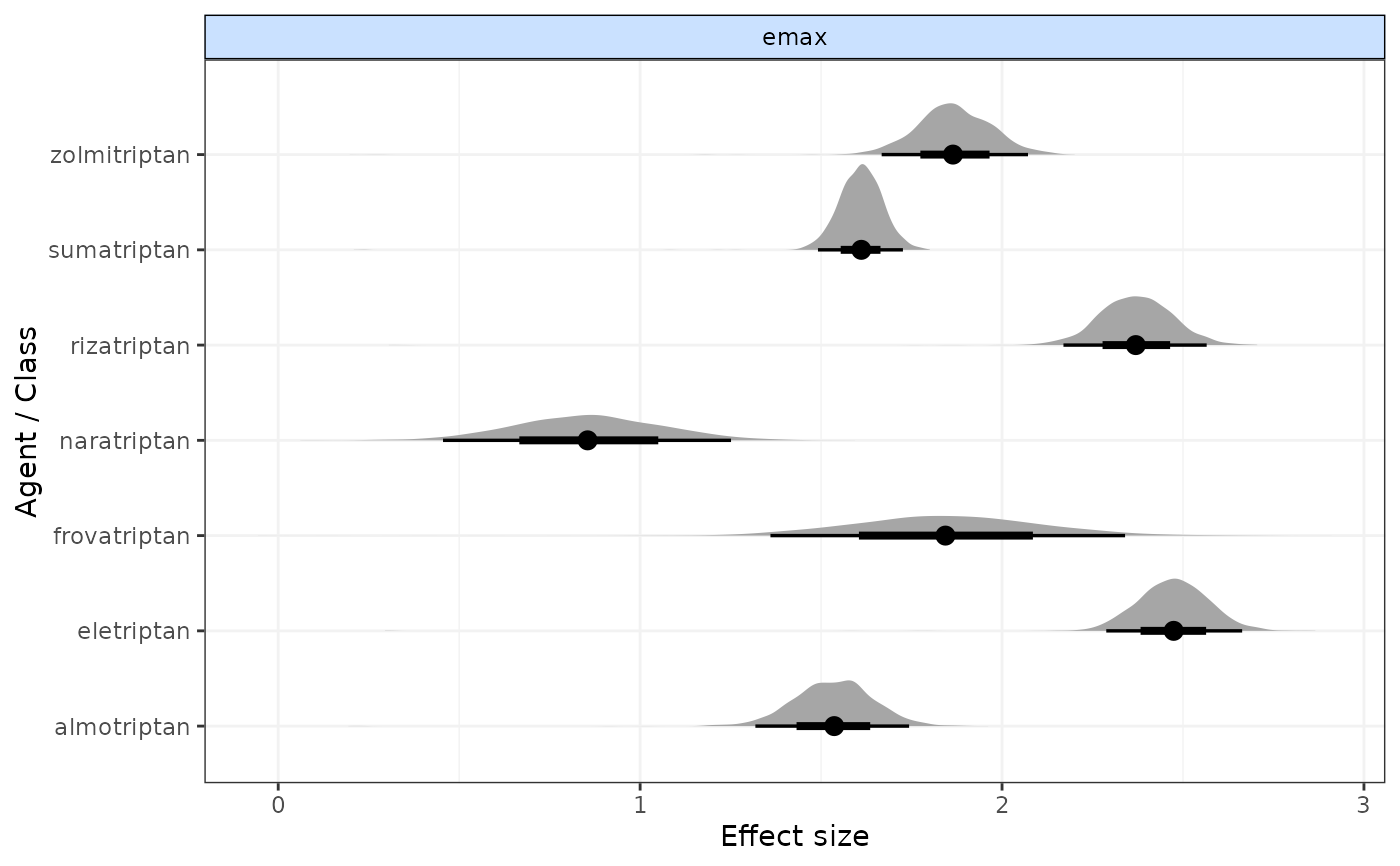 emax
zolmitriptan
sumatriptan
rizatriptan
naratriptan
frovatriptan
eletriptan
almotriptan
Agent / Class
0 1 2 3
Effect size